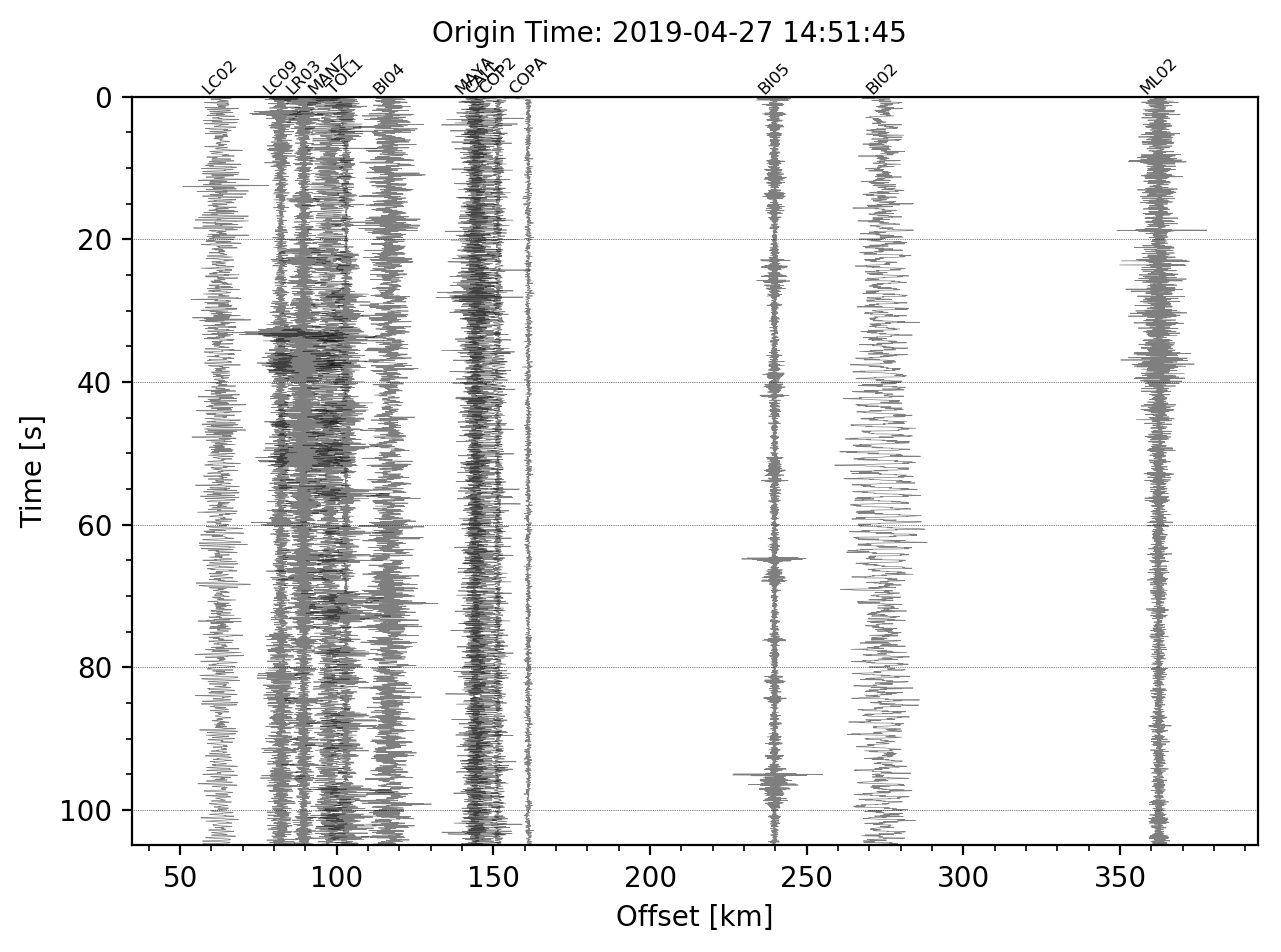 Origin Time: 2019-04-27 14:51:45
LC02 LC09 LR03 MANZ TOL1 BI04 MAYA COP2 COPA BI05 BI02 ML02
0
20
40
60
80
100
Time [s]
50 100 150 200 250 300 350
Offset [km]